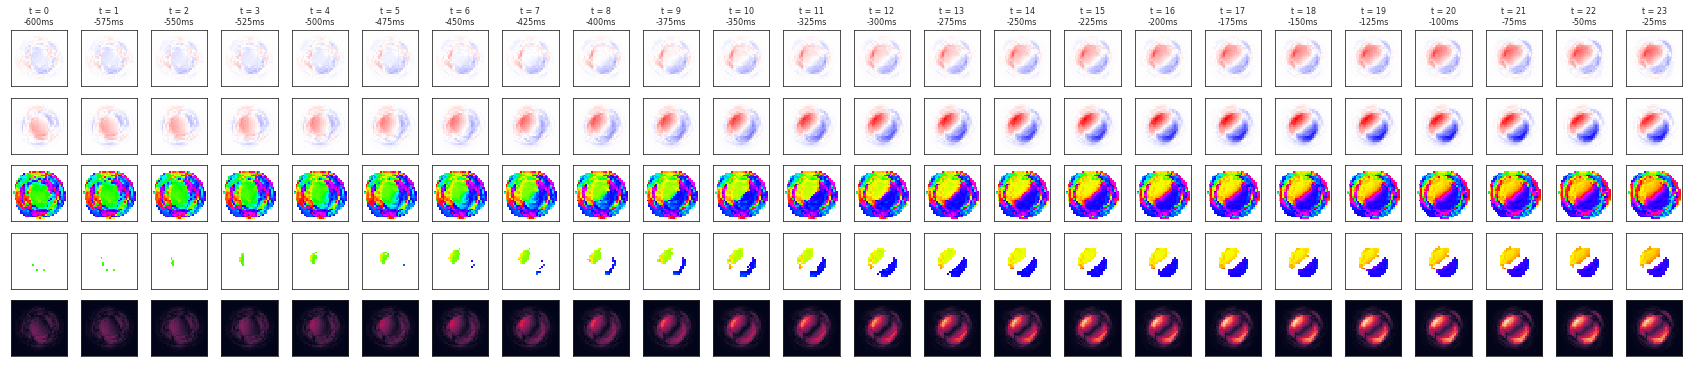 t = 0 t = 1 t = 2 t = 3 t = 4 t = 5 t = 6 t = 7 t = 8 t = 9 t = 10 t = 11 t = 12 t = 13 t = 14 t = 15 t = 16 t = 17 t = 18 t = 19 t = 20 t = 21 t = 22 t = 23
-600ms -575ms -550ms -525ms -500ms -475ms -450ms -425ms -400ms -375ms -350ms -325ms -300ms -275ms -250ms -225ms -200ms -175ms -150ms -125ms -100ms -75ms -50ms -25ms